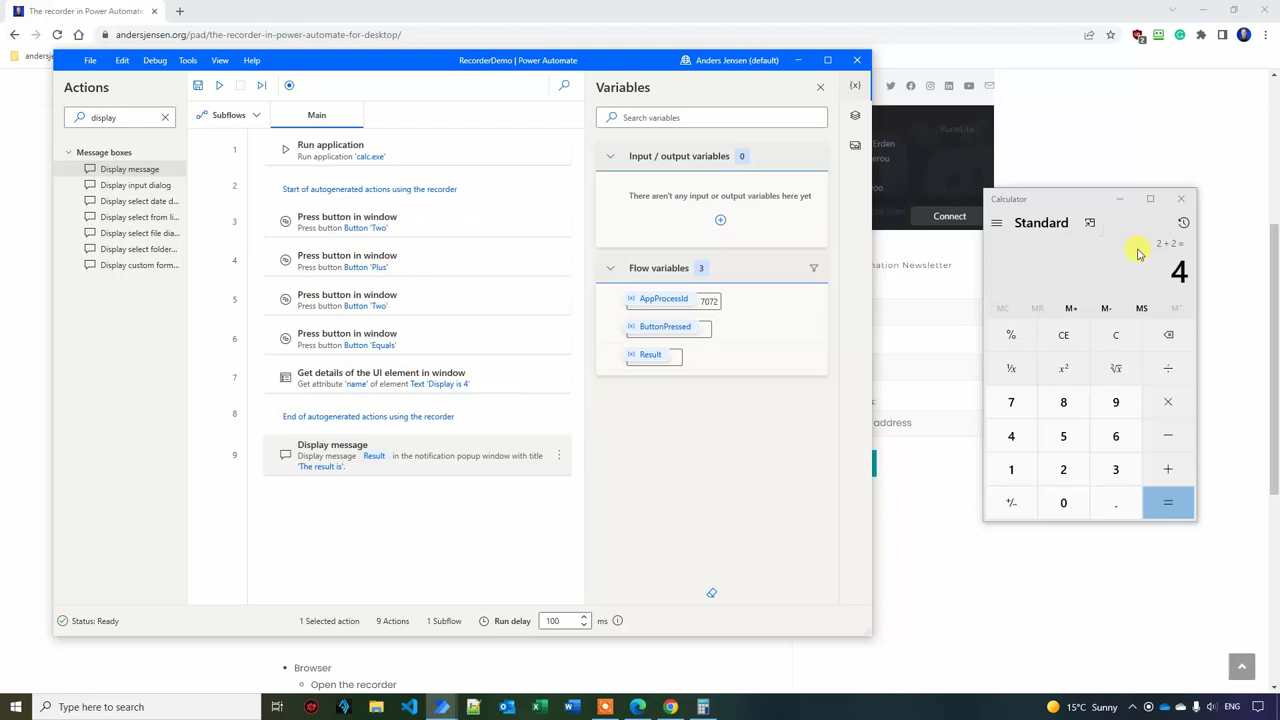 The recorder in Power Automate
andersjensen.org/pad/the-recorder-in-power-automate-for-desktop/
2
andersjen
File
Edit
Debug
Tools
View
Help
RecorderDemo | Power Automate
Anders Jensen (default)
Actions
display
Message boxes
Display message
Display input dialog
Display select date d...
Display select from li...
Display select file dia...
Display select folder...
Display custom form...
Subflows
Main
1
Run application
Run application 'calc.exe'
2
Start of autogenerated actions using the recorder
3
Press button in window
Press button Button 'Two'
4
Press button in window
Press button Button 'Plus'
5
Press button in window
Press button Button 'Two'
6
Press button in window
Press button Button 'Equals'
7
Get details of the UI element in window
Get attribute 'name' of element Text 'Display is 4'
8
End of autogenerated actions using the recorder
9
Display message
Display message Result in the notification popup window with title
'The result is'.
Variables
{x}
Search variables
Input / output variables 0
There aren't any input or output variables here yet
Flow variables 3
(x) AppProcessId 7072
(x) ButtonPressed
(x) Result
Status: Ready
1 Selected action
9 Actions
1 Subflow
Run delay
100
ms
RuneLite
Erden
erou
oo.
Connect
mation Newsletter
address
Calculator
Standard
2 + 2 =
4
MC MR M+ M- MS M˅
% CE C
¹/x x² ²√x ÷
7 8 9 ×
4 5 6 −
1 2 3 +
+/− 0 . =
Browser
Open the recorder
Type here to search
15°C Sunny
ENG